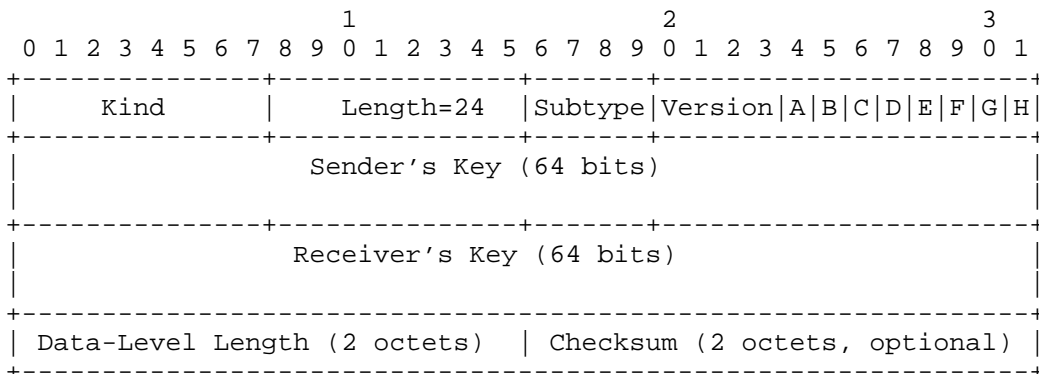 1                   2                   3
 0 1 2 3 4 5 6 7 8 9 0 1 2 3 4 5 6 7 8 9 0 1 2 3 4 5 6 7 8 9 0 1
+---------------+---------------+-------+-----------------------+
|     Kind      |    Length=24  |Subtype|Version|A|B|C|D|E|F|G|H|
+---------------+---------------+-------+-----------------------+
|                  Sender’s Key (64 bits)                       |
|                                                               |
+---------------+---------------+-------+-----------------------+
|                 Receiver’s Key (64 bits)                      |
|                                                               |
+---------------------------------------------------------------+
| Data-Level Length (2 octets)  | Checksum (2 octets, optional) |
+---------------------------------------------------------------+